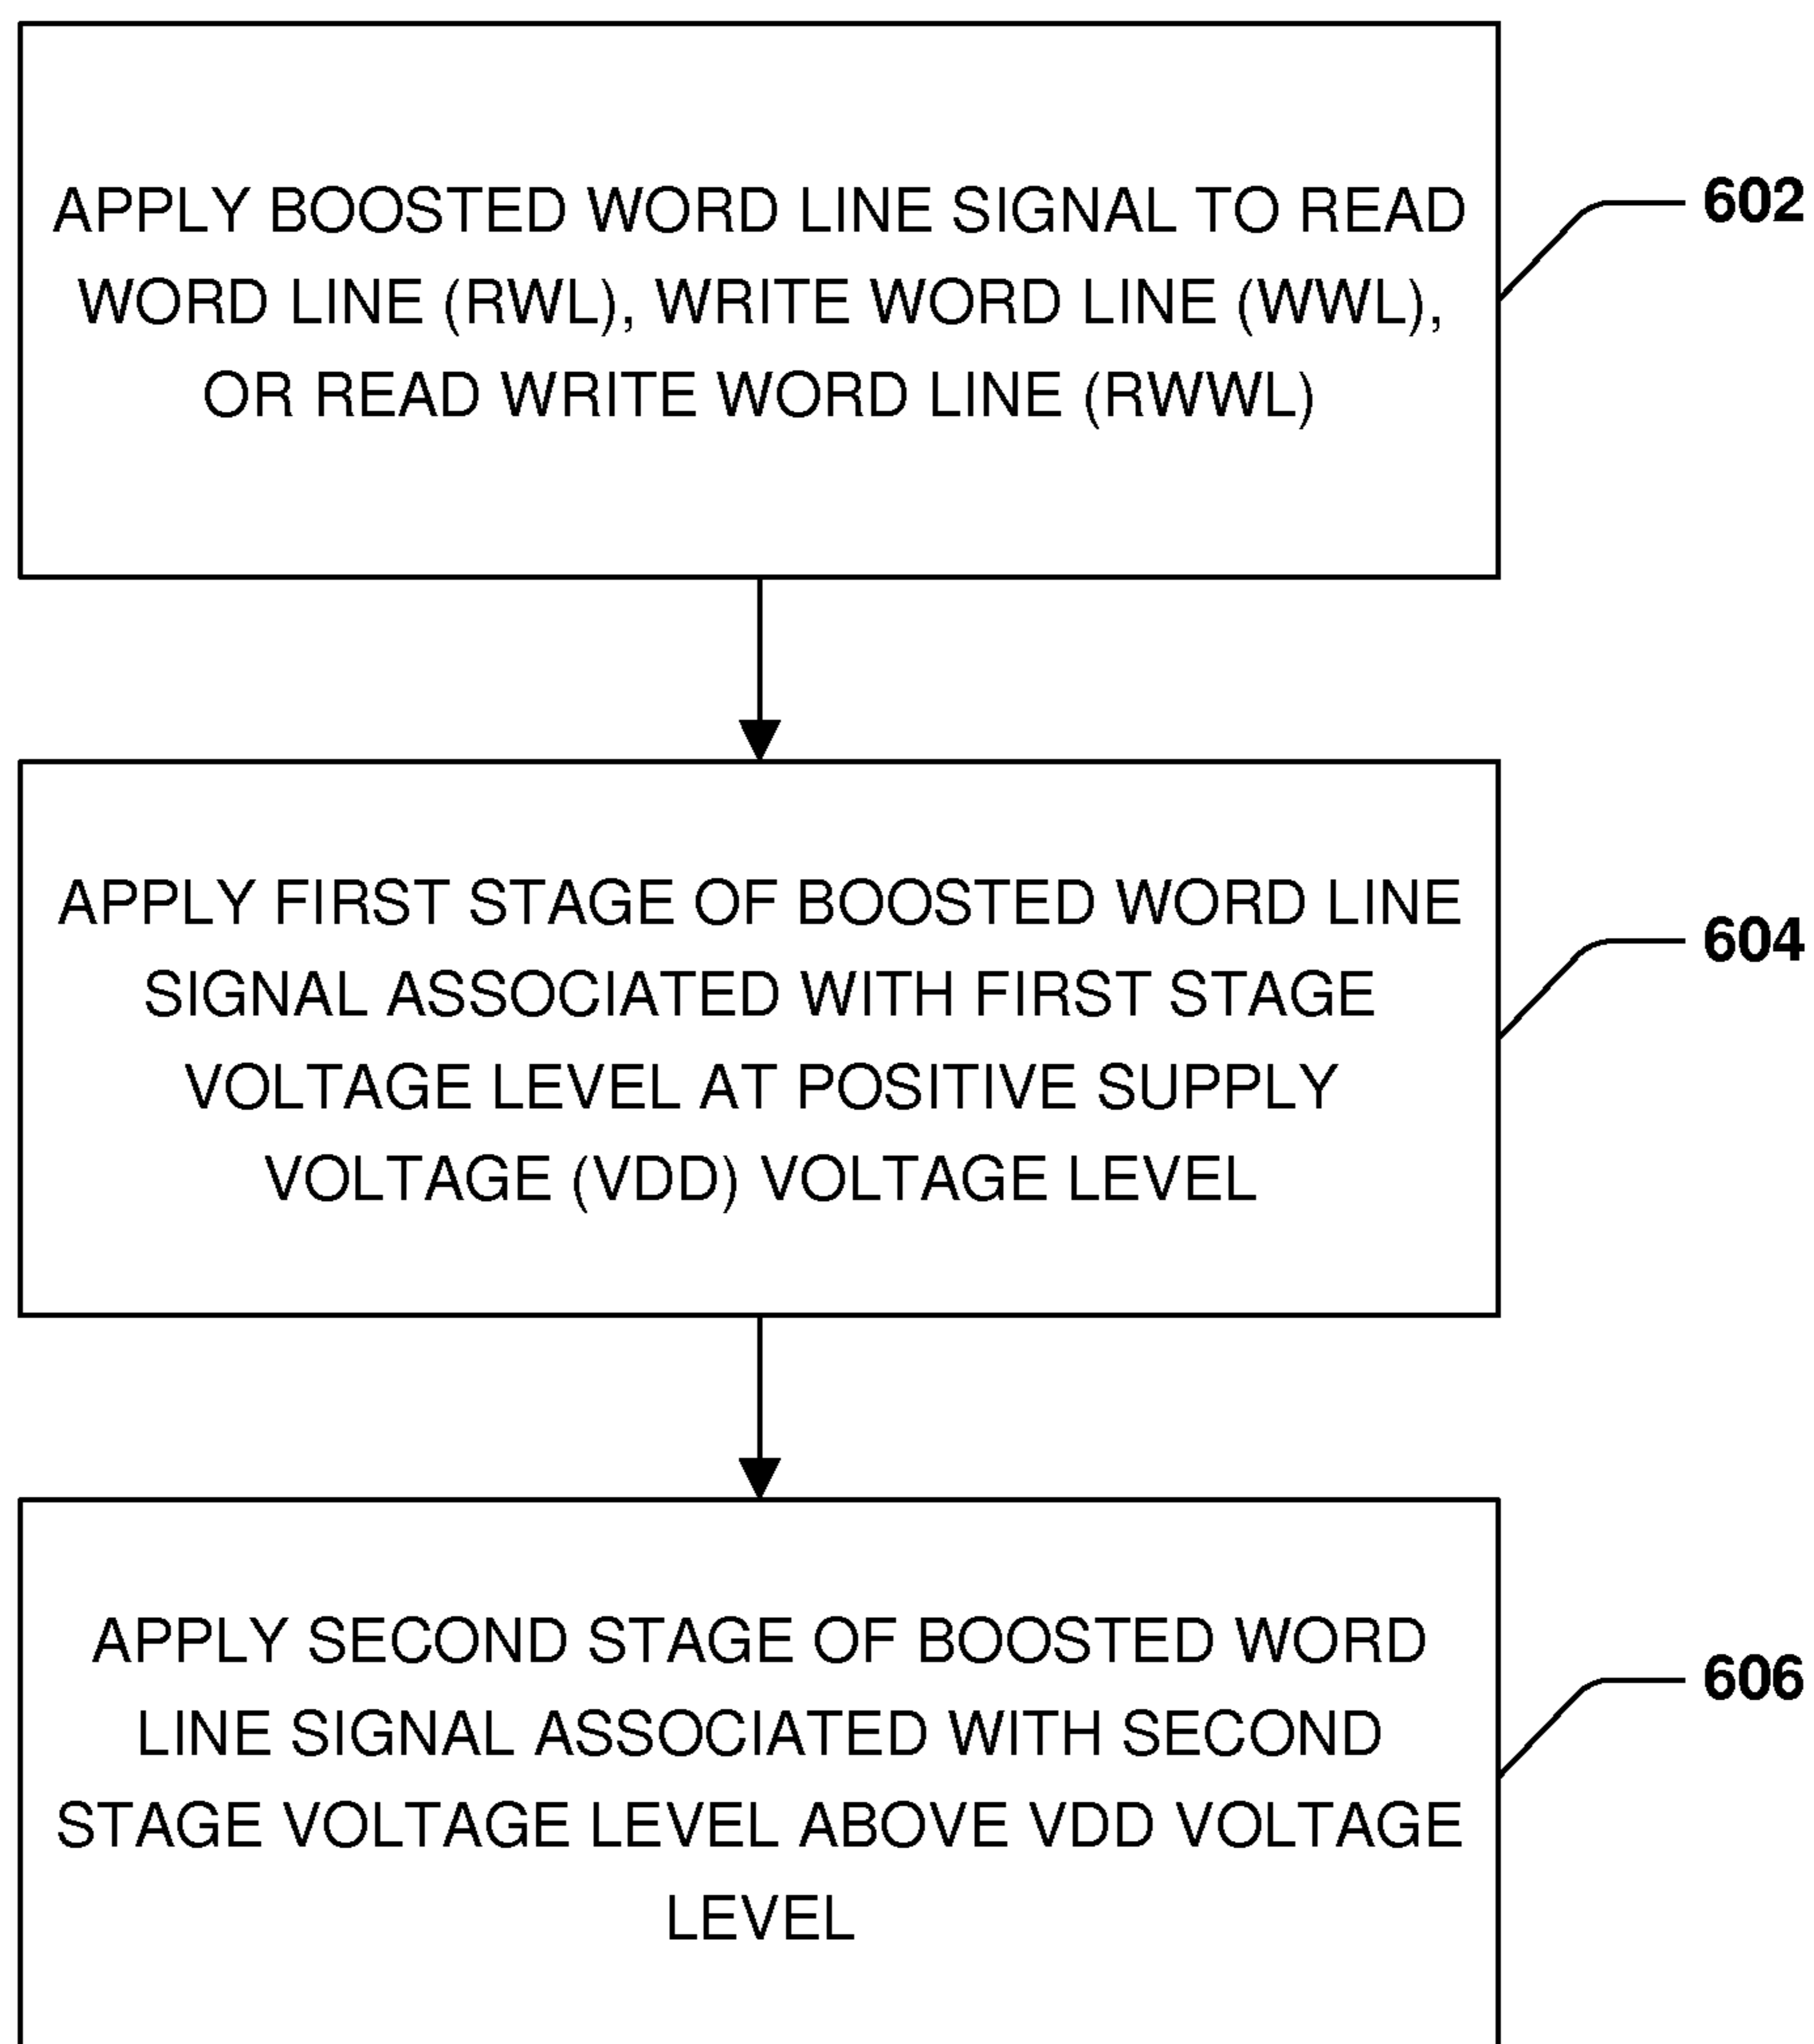 APPLY BOOSTED WORD LINE SIGNAL TO READ
WORD LINE (RWL), WRITE WORD LINE (WWL),
OR READ WRITE WORD LINE (RWWL)
602
APPLY FIRST STAGE OF BOOSTED WORD LINE
SIGNAL ASSOCIATED WITH FIRST STAGE
VOLTAGE LEVEL AT POSITIVE SUPPLY
VOLTAGE (VDD) VOLTAGE LEVEL
604
APPLY SECOND STAGE OF BOOSTED WORD
LINE SIGNAL ASSOCIATED WITH SECOND
STAGE VOLTAGE LEVEL ABOVE VDD VOLTAGE
LEVEL
606